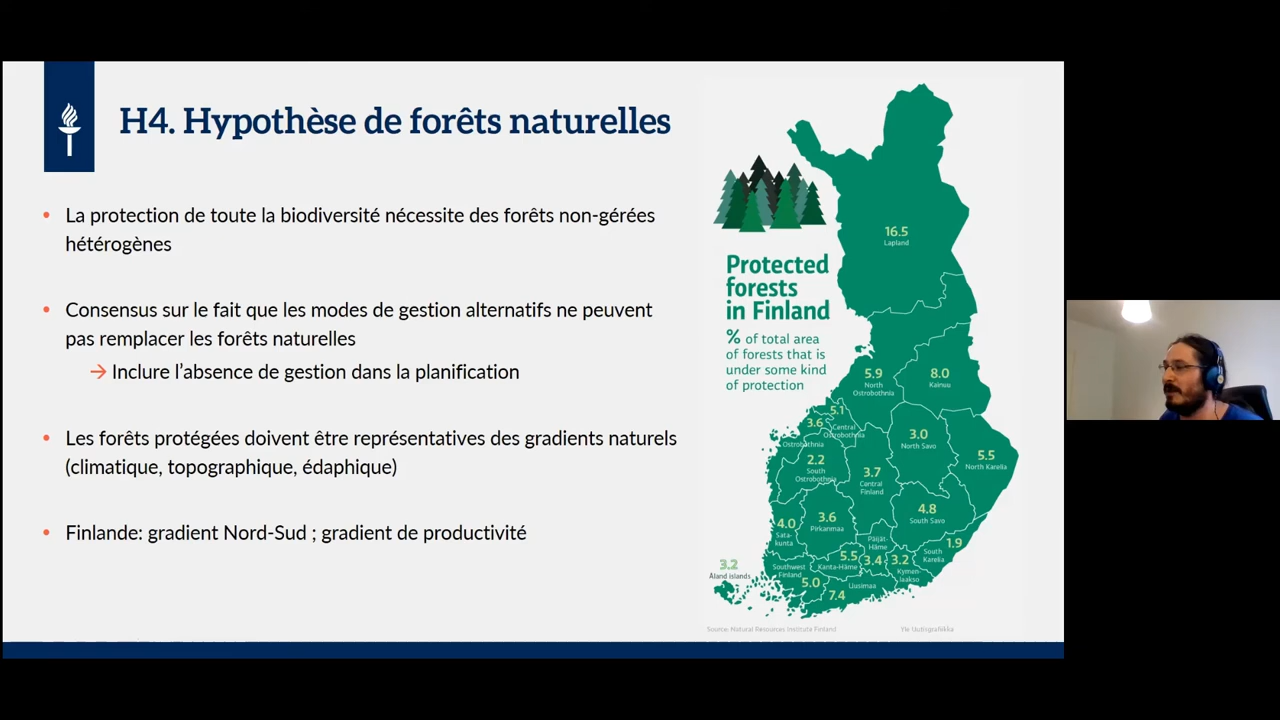 H4. Hypothèse de forêts naturelles
• La protection de toute la biodiversité nécessite des forêts non-gérées
hétérogènes
• Consensus sur le fait que les modes de gestion alternatifs ne peuvent
pas remplacer les forêts naturelles
→ Inclure l’absence de gestion dans la planification
• Les forêts protégées doivent être représentatives des gradients naturels
(climatique, topographique, édaphique)
• Finlande: gradient Nord-Sud ; gradient de productivité
Protected
forests
in Finland
% of total area
of forests that is
under some kind
of protection
16.5
Lapland
5.9
North
Ostrobothnia
8.0
Kainuu
5.1
Central
Ostrobothnia
3.6
Ostrobothnia
2.2
South
Ostrobothnia
3.7
Central
Finland
3.0
North Savo
5.5
North Karelia
4.0
Sata-
kunta
3.6
Pirkanmaa
4.8
South Savo
Päijät-
Häme
3.4
5.5
Kanta-Häme
3.2
Kymen-
laakso
1.9
South
Karelia
Southwest
Finland
5.0
Uusimaa
7.4
3.2
Åland islands
Source: Natural Resources Institute Finland
Yle Uutisgrafiikka